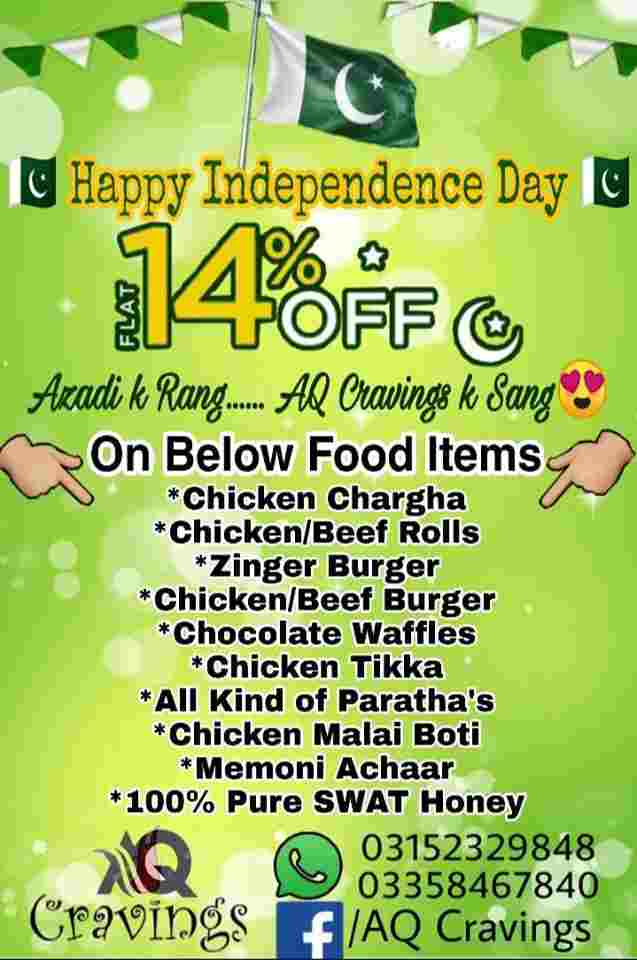 Happy Independence Day
FLAT 14% OFF
Azadi k Rang...... AQ Cravings k Sang
On Below Food Items
*Chicken Chargha
*Chicken/Beef Rolls
*Zinger Burger
*Chicken/Beef Burger
*Chocolate Waffles
*Chicken Tikka
*All Kind of Paratha's
*Chicken Malai Boti
*Memoni Achaar
*100% Pure SWAT Honey
AQ
Cravings
03152329848
03358467840
f/AQ Cravings